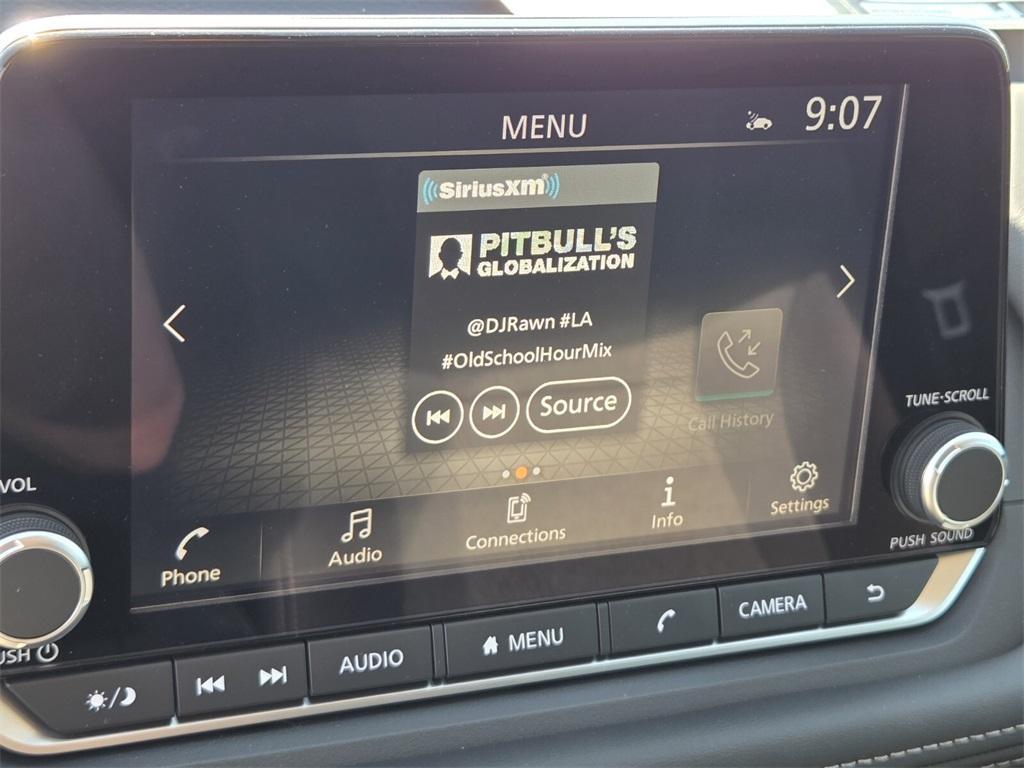 MENU
9:07
SiriusXM
PITBULL'S
GLOBALIZATION
@DJRawn #LA
#OldSchoolHourMix
Source
Call History
Phone
Audio
Connections
Info
Settings
VOL
TUNE·SCROLL
PUSH SOUND
AUDIO
MENU
CAMERA